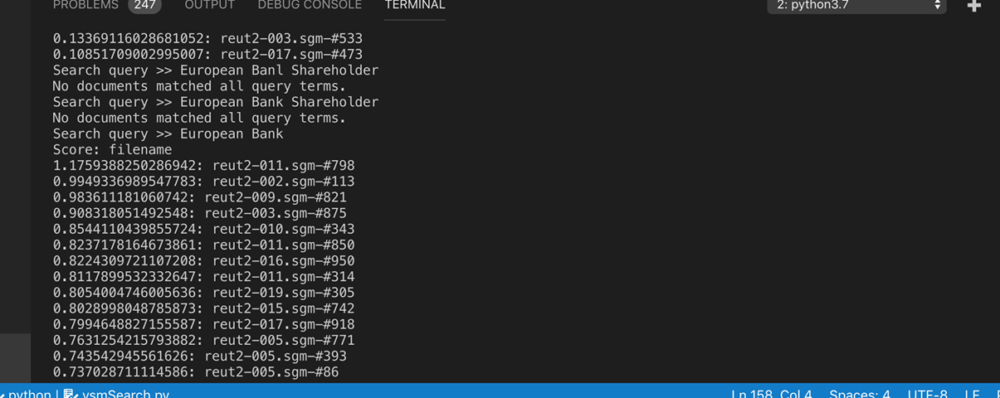 PROBLEMS 247 OUTPUT DEBUG CONSOLE TERMINAL 2: python3.7
0.13369116028681052: reut2-003.sgm-#533
0.10851709002995007: reut2-017.sgm-#473
Search query >> European Banl Shareholder
No documents matched all query terms.
Search query >> European Bank Shareholder
No documents matched all query terms.
Search query >> European Bank
Score: filename
1.1759388250286942: reut2-011.sgm-#798
0.9949336989547783: reut2-002.sgm-#113
0.983611181060742: reut2-009.sgm-#821
0.908318051492548: reut2-003.sgm-#875
0.8544110439855724: reut2-010.sgm-#343
0.8237178164673861: reut2-011.sgm-#850
0.8224309721107208: reut2-016.sgm-#950
0.8117899532332647: reut2-011.sgm-#314
0.8054004746005636: reut2-019.sgm-#305
0.8028998048785873: reut2-015.sgm-#742
0.7994648827155587: reut2-017.sgm-#918
0.7631254215793882: reut2-005.sgm-#771
0.743542945561626: reut2-005.sgm-#393
0.737028711114586: reut2-005.sgm-#86
python | vsmSearch.py Ln 158, Col 4 Spaces: 4 UTF-8 LF